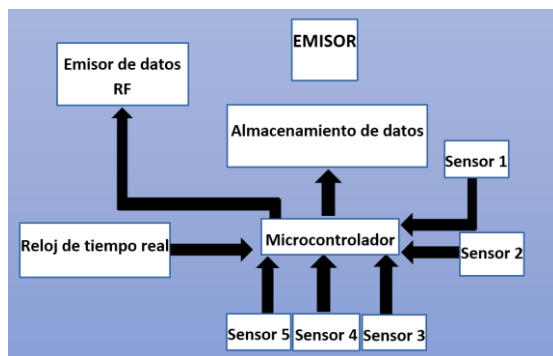 EMISOR
Emisor de datos
RF
Almacenamiento de datos
Sensor 1
Reloj de tiempo real
Microcontrolador
Sensor 2
Sensor 5
Sensor 4
Sensor 3